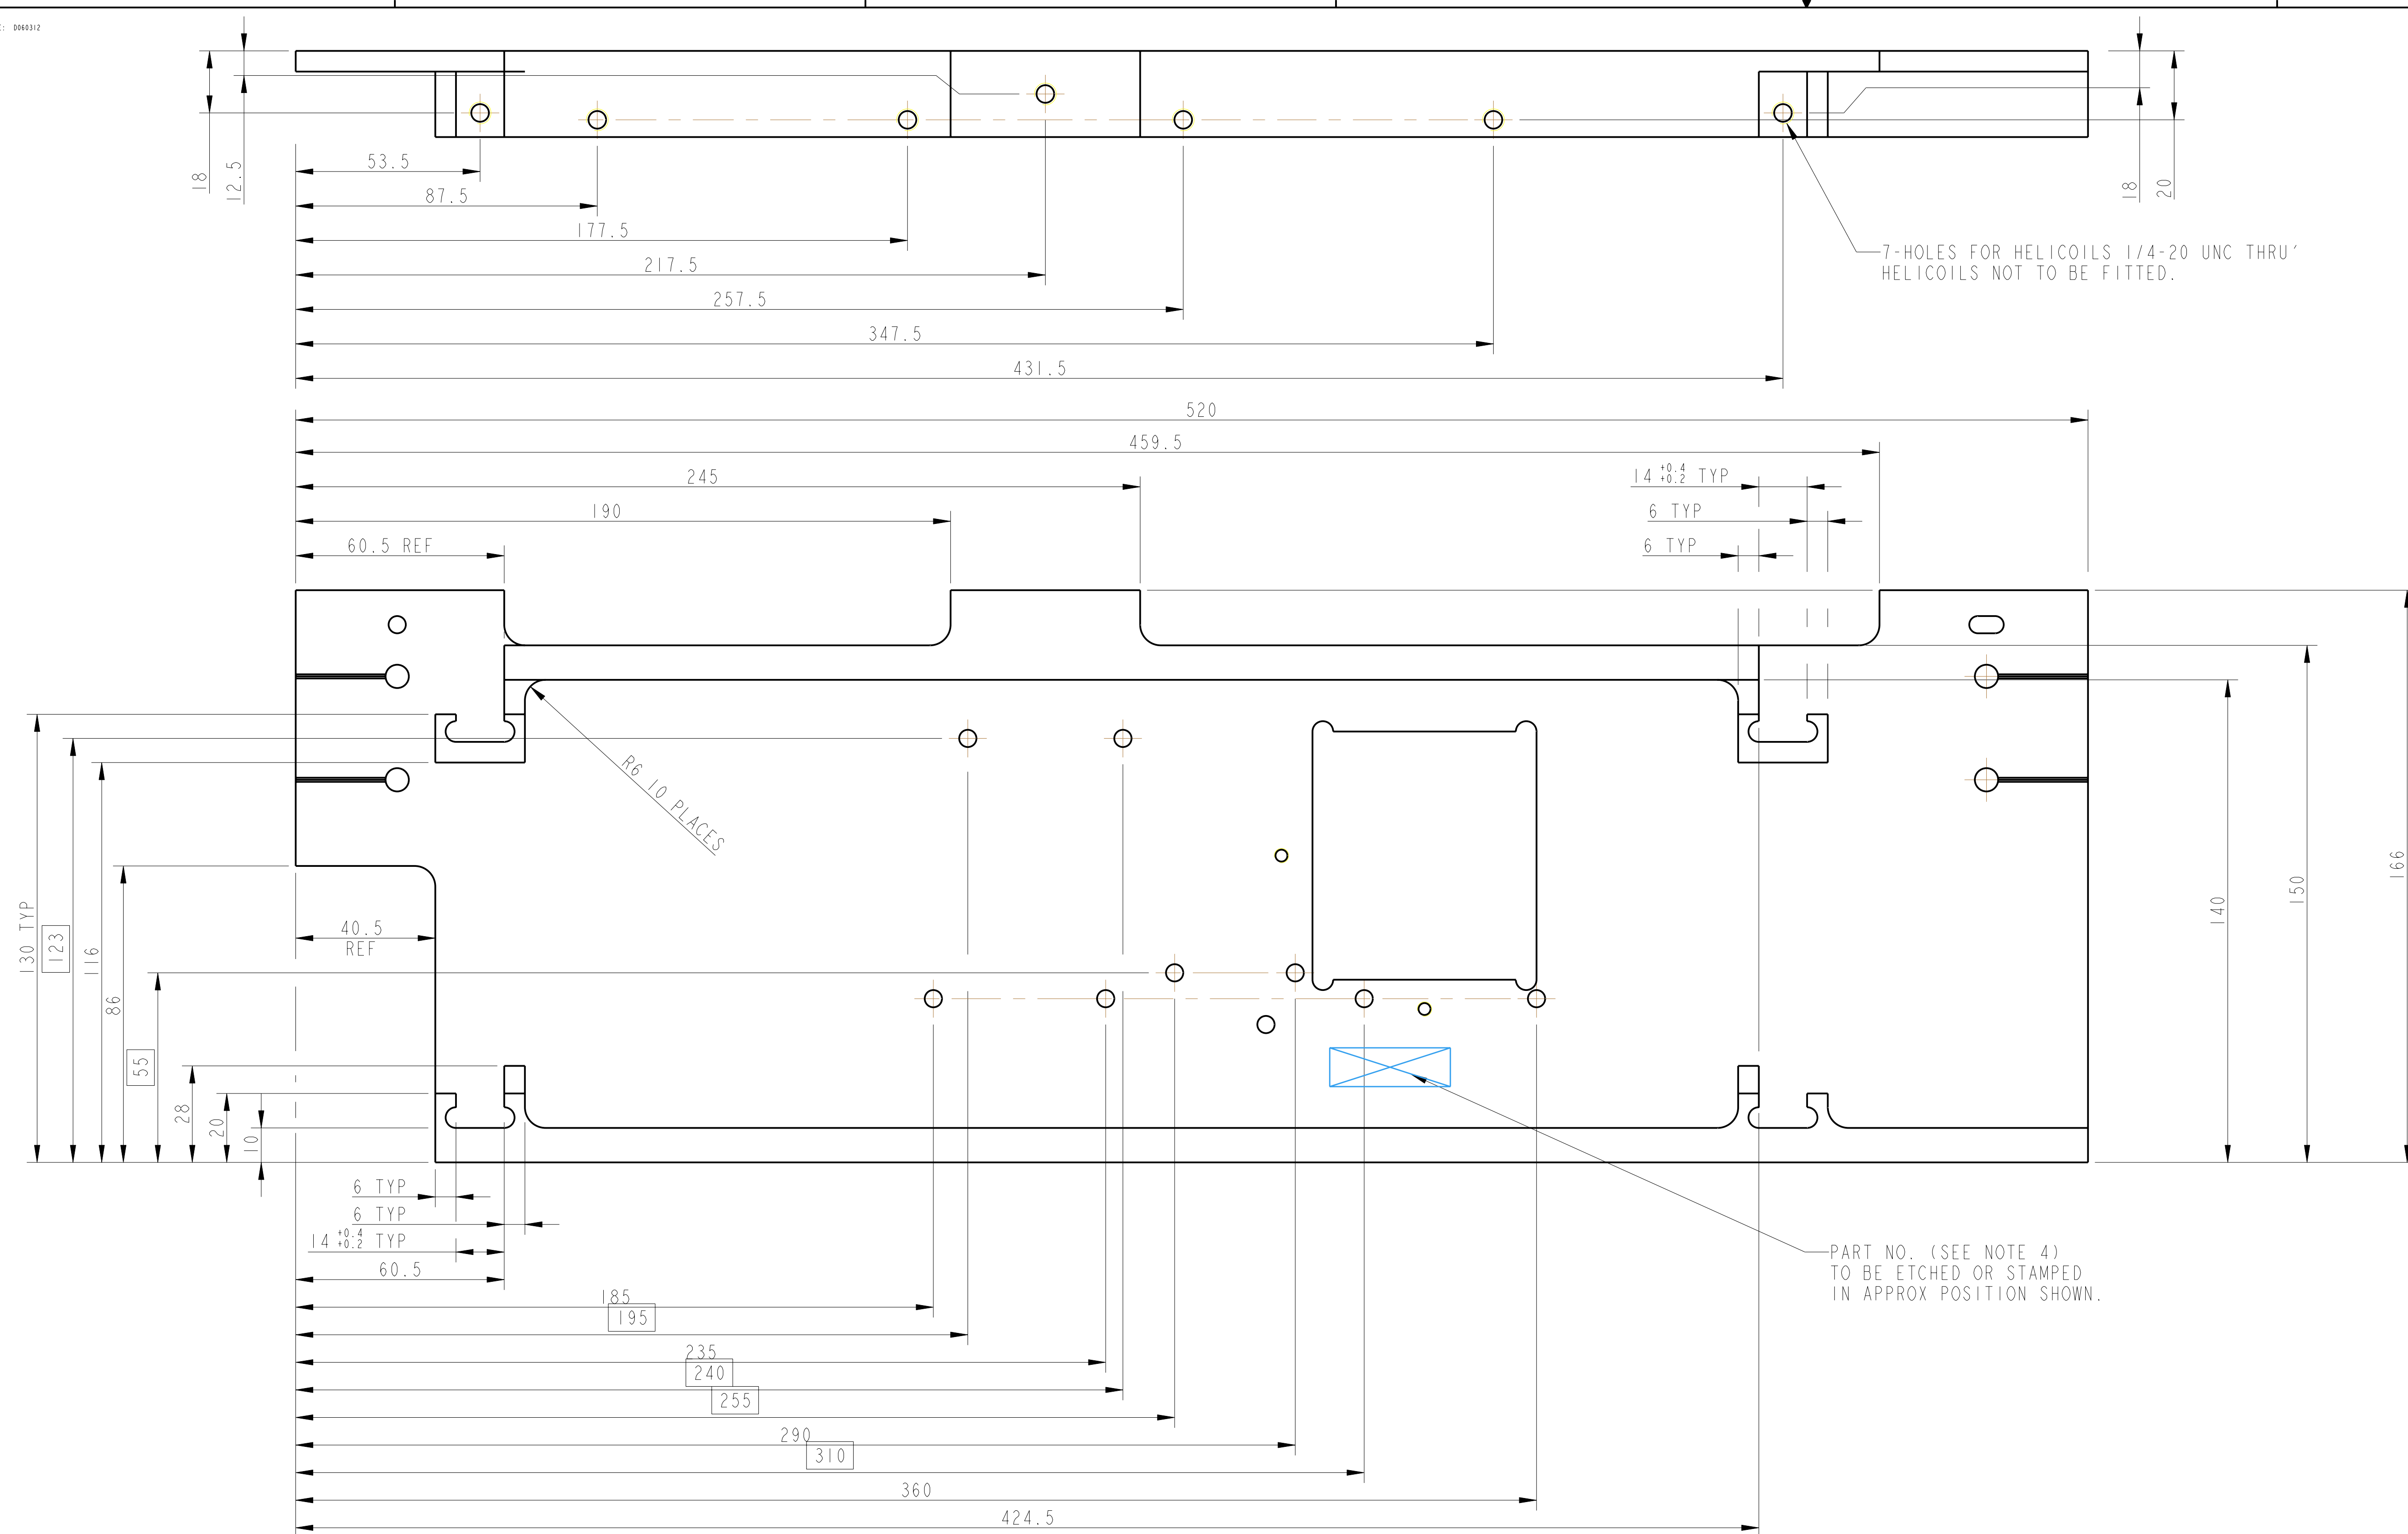 D060312
18
12.5
53.5
87.5
177.5
217.5
257.5
347.5
431.5
18
20
7-HOLES FOR HELICOILS 1/4-20 UNC THRU'
HELICOILS NOT TO BE FITTED.
520
459.5
245
190
60.5 REF
14 +0.4 +0.2 TYP
6 TYP
6 TYP
R6 10 PLACES
130 TYP
123
116
86
55
28
20
10
40.5
REF
140
150
166
6 TYP
6 TYP
14 +0.4 +0.2 TYP
60.5
185
195
235
240
255
290
310
360
424.5
PART NO. (SEE NOTE 4)
TO BE ETCHED OR STAMPED
IN APPROX POSITION SHOWN.